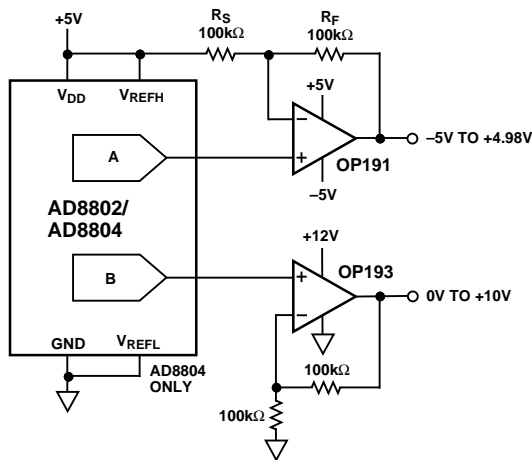 +5V
RS
100kΩ
RF
100kΩ
VDD
VREFH
+5V
A
−
+
–5V TO +4.98V
OP191
–5V
AD8802/
AD8804
+12V
OP193
B
+
−
0V TO +10V
GND
VREFL
AD8804
ONLY
100kΩ
100kΩ